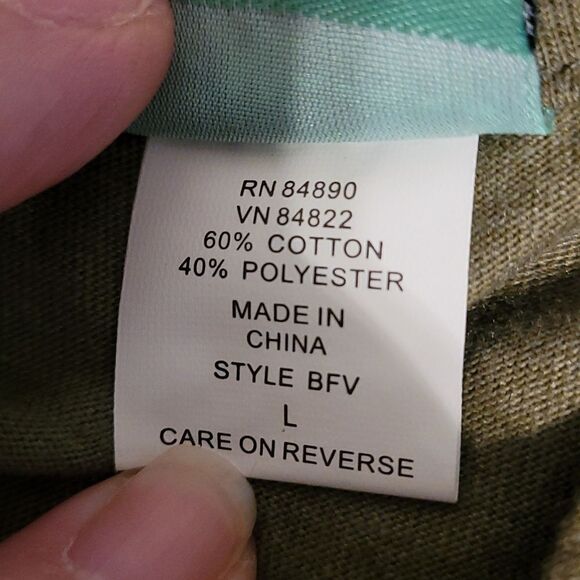 RN 84890
VN 84822
60% COTTON
40% POLYESTER
MADE IN
CHINA
STYLE BFV
L
CARE ON REVERSE